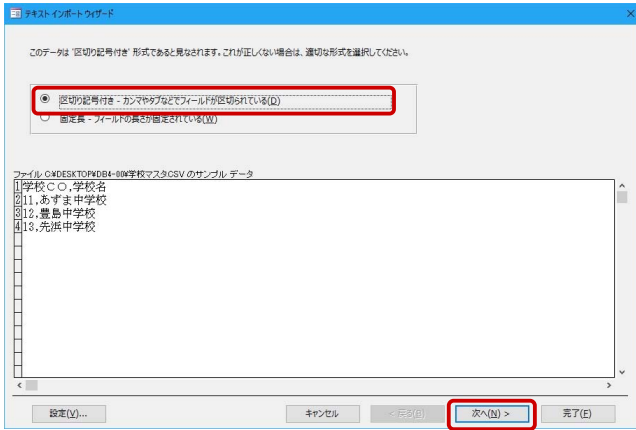 テキスト インポート ウィザード
このデータは '区切り記号付き' 形式であると見なされます。これが正しくない場合は、適切な形式を選択してください。
区切り記号付き - カンマやタブなどでフィールドが区切られている(D)
固定長 - フィールドの長さが固定されている(W)
ファイル C:¥DESKTOP¥DB4-00¥学校マスタCSV のサンプル データ
1 学校CO,学校名
2 11,あずま中学校
3 12,豊島中学校
4 13,先浜中学校
設定(V)... キャンセル < 戻る(B) 次へ(N) > 完了(F)